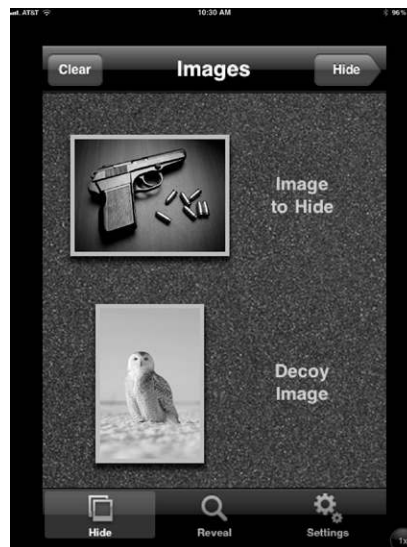 AT&T 10:30 AM 96%
Clear Images Hide
Image
to Hide
Decoy
Image
Hide Reveal Settings
1x